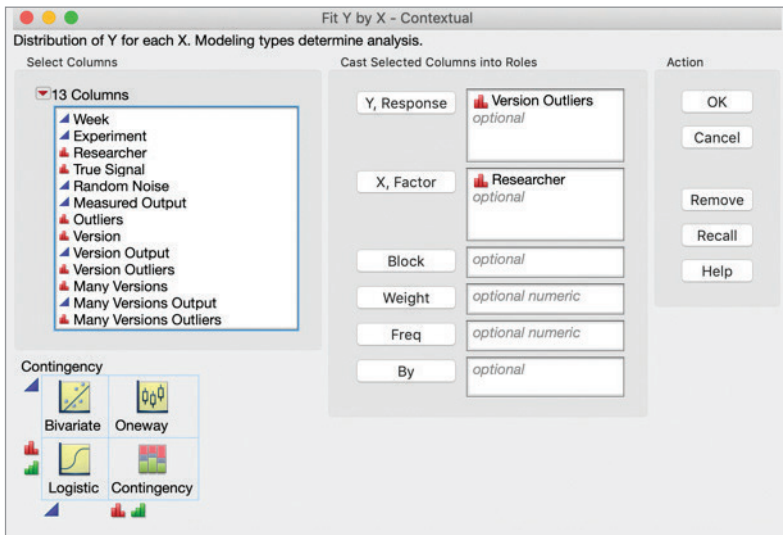 Fit Y by X - Contextual
Distribution of Y for each X. Modeling types determine analysis.
Select Columns
13 Columns
Week
Experiment
Researcher
True Signal
Random Noise
Measured Output
Outliers
Version
Version Output
Version Outliers
Many Versions
Many Versions Output
Many Versions Outliers
Cast Selected Columns into Roles
Y, Response
Version Outliers
optional
X, Factor
Researcher
optional
Block
optional
Weight
optional numeric
Freq
optional numeric
By
optional
Action
OK
Cancel
Remove
Recall
Help
Contingency
Bivariate Oneway
Logistic Contingency